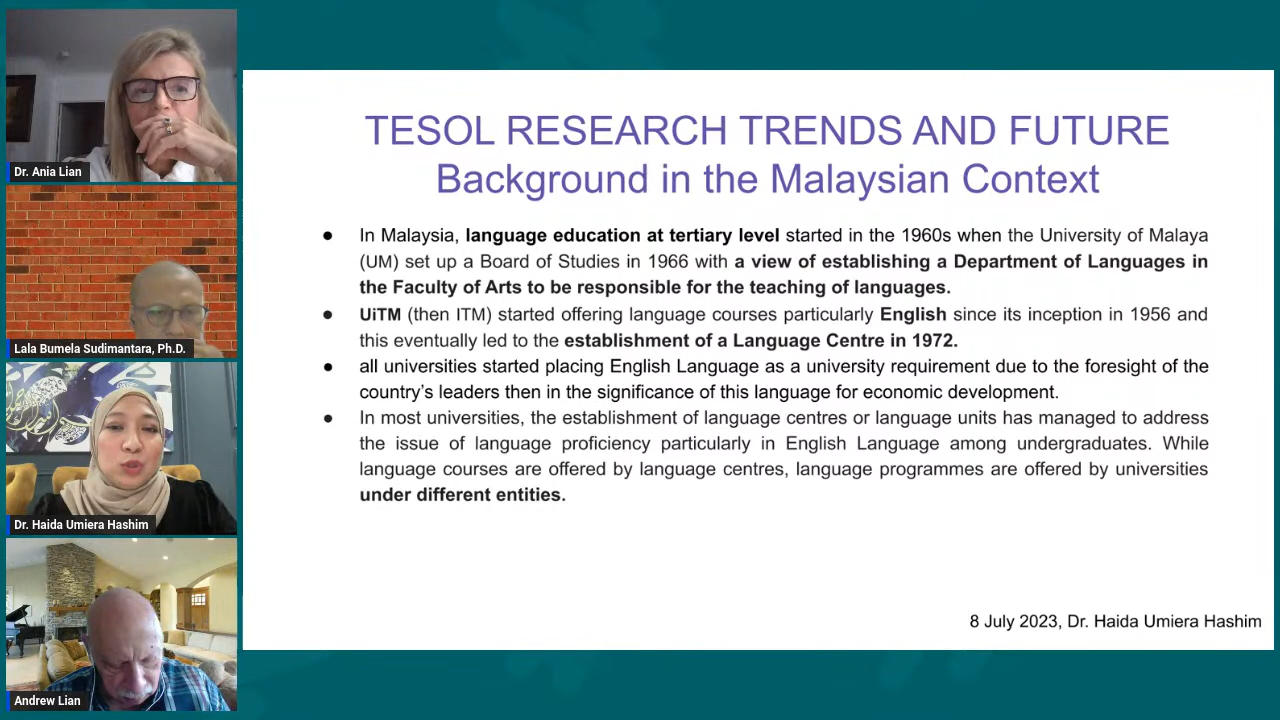 Dr. Ania Lian
Lala Bumela Sudimantara, Ph.D.
Dr. Haida Umiera Hashim
Andrew Lian
TESOL RESEARCH TRENDS AND FUTURE
Background in the Malaysian Context
● In Malaysia, language education at tertiary level started in the 1960s when the University of Malaya
(UM) set up a Board of Studies in 1966 with a view of establishing a Department of Languages in
the Faculty of Arts to be responsible for the teaching of languages.
● UiTM (then ITM) started offering language courses particularly English since its inception in 1956 and
this eventually led to the establishment of a Language Centre in 1972.
● all universities started placing English Language as a university requirement due to the foresight of the
country’s leaders then in the significance of this language for economic development.
● In most universities, the establishment of language centres or language units has managed to address
the issue of language proficiency particularly in English Language among undergraduates. While
language courses are offered by language centres, language programmes are offered by universities
under different entities.
8 July 2023, Dr. Haida Umiera Hashim